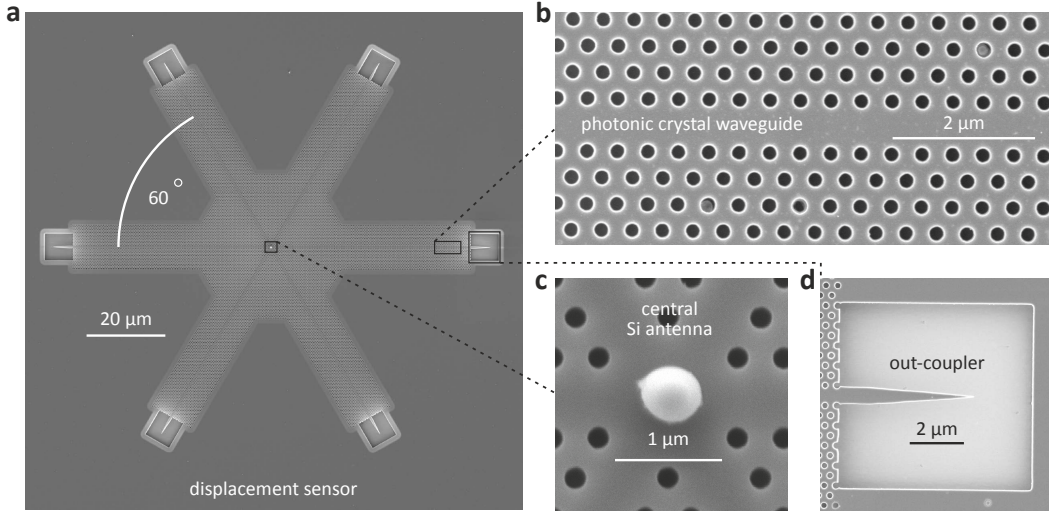 a
60°
20 µm
displacement sensor
b
photonic crystal waveguide
2 µm
c
central
Si antenna
1 µm
d
out-coupler
2 µm